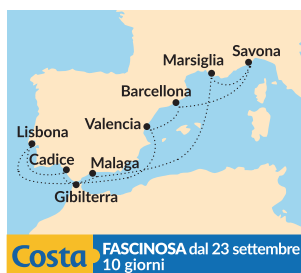 Savona
Marsiglia
Barcellona
Valencia
Lisbona
Cadice
Malaga
Gibilterra
Costa
FASCINOSA dal 23 settembre
10 giorni